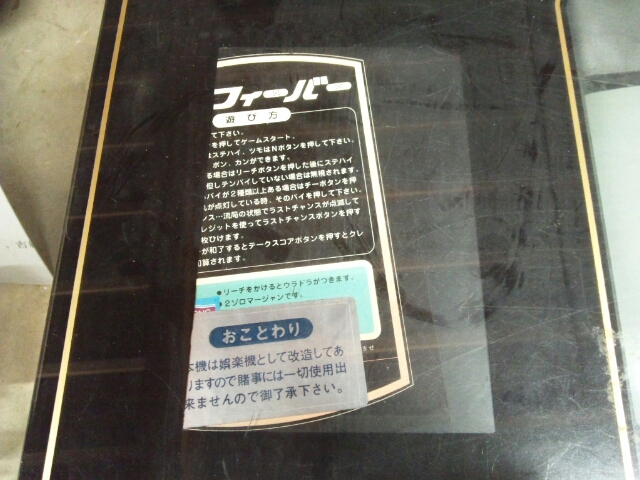 フィーバー
遊び方
て下さい。
を押してゲームスタート。
はステハイ、ツモはNボタンを押して下さい。
ポン、カンができます。
る場合はリーチボタンを押した後にステハイ
但しテンパイしていない場合は無視されます。
パイが2種類以上ある場合はチーボタンを押
が点灯している時、そのパイを押して下さい。
ンス…流局の状態でラストチャンスが点滅して
レジットを使ってラストチャンスボタンを押す
枚ひけます。
が和了するとテークスコアボタンを押すとクレ
加算されます。
●リーチをかけるとウラドラがつきます。
●2ソロマージャンです。
おことわり
本機は娯楽機として改造してあ
りますので賭事には一切使用出
来ませんので御了承下さい。